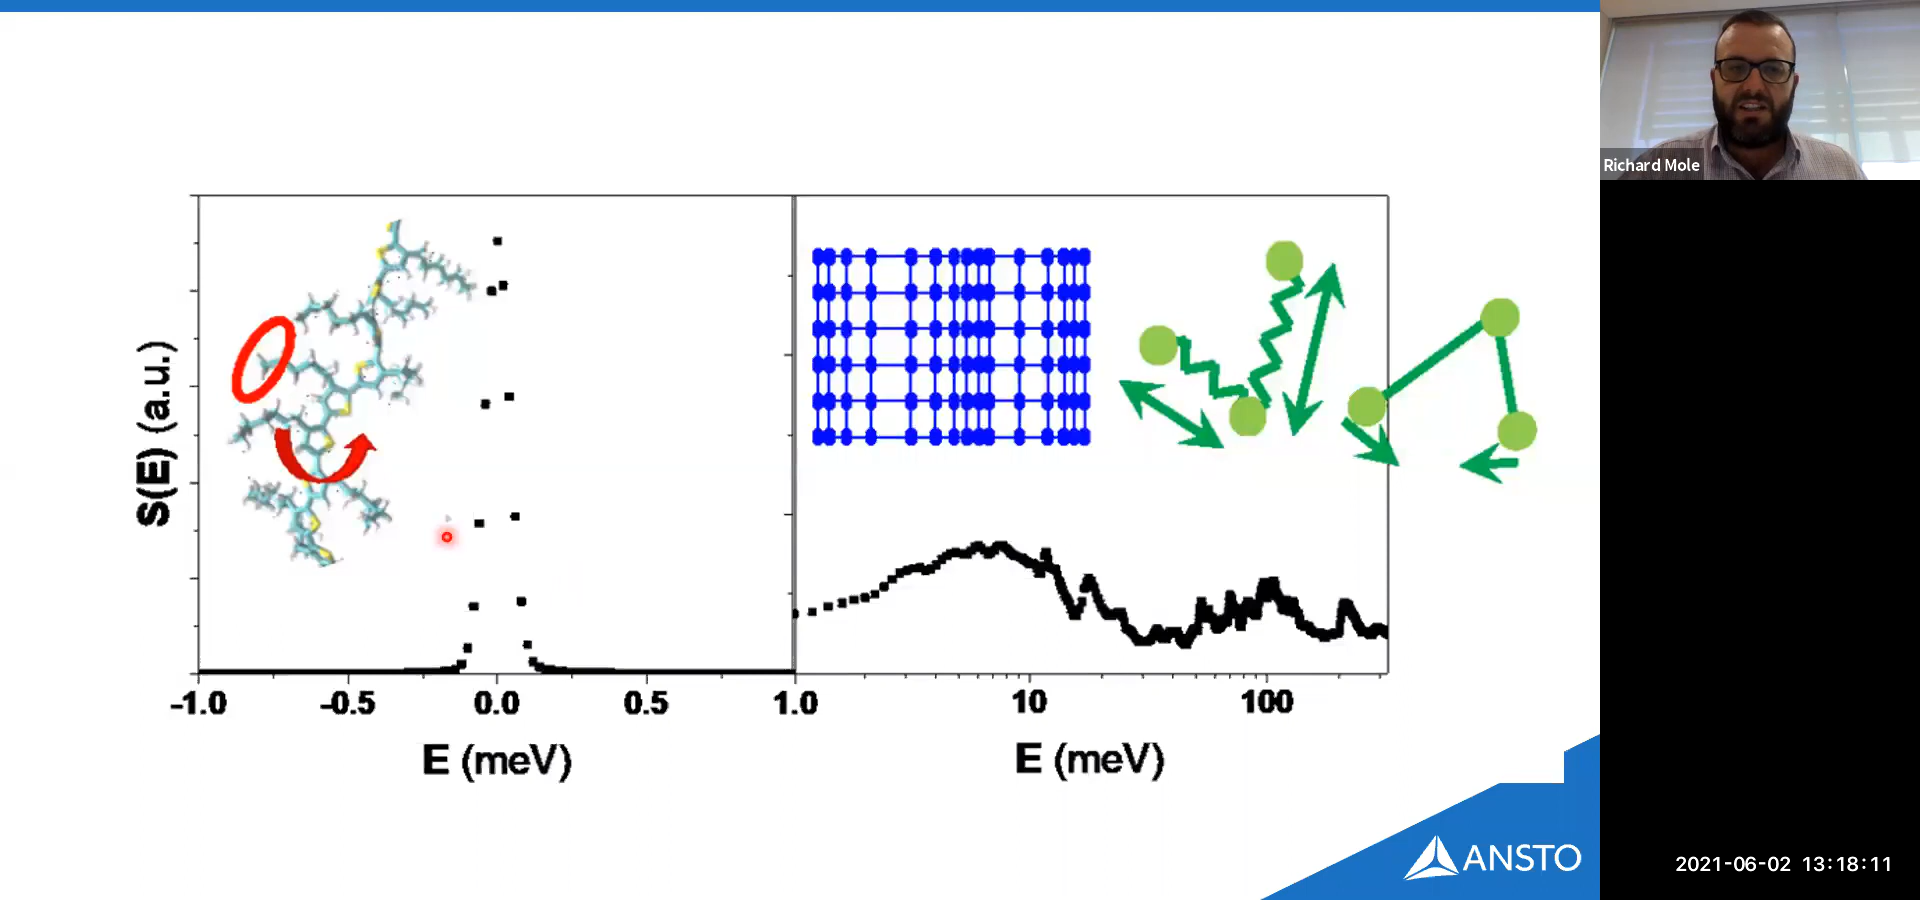 Richard Mole
S(E) (a.u.)
-1.0 -0.5 0.0 0.5 1.0 10 100
E (meV) E (meV)
ANSTO
2021-06-02 13:18:11